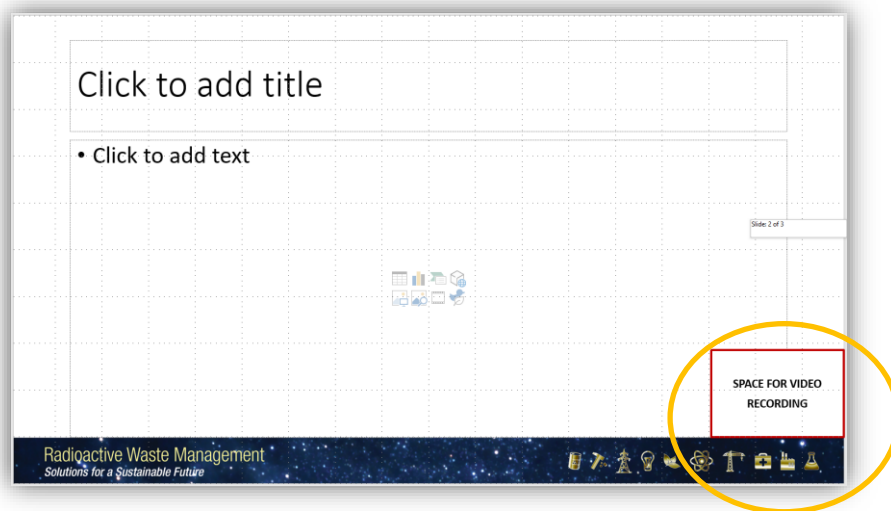 Click to add title
• Click to add text
Slide: 2 of 3
SPACE FOR VIDEO
RECORDING
Radioactive Waste Management
Solutions for a Sustainable Future